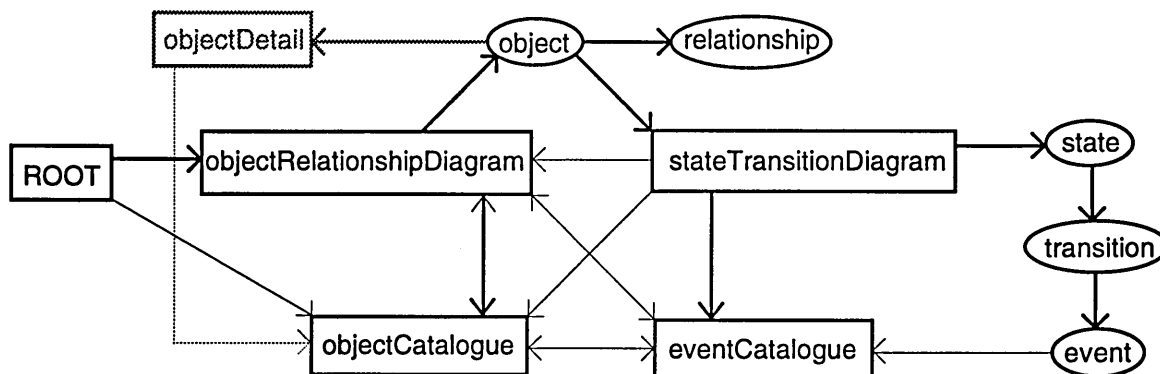 objectDetail
object
relationship
ROOT
objectRelationshipDiagram
stateTransitionDiagram
state
transition
objectCatalogue
eventCatalogue
event